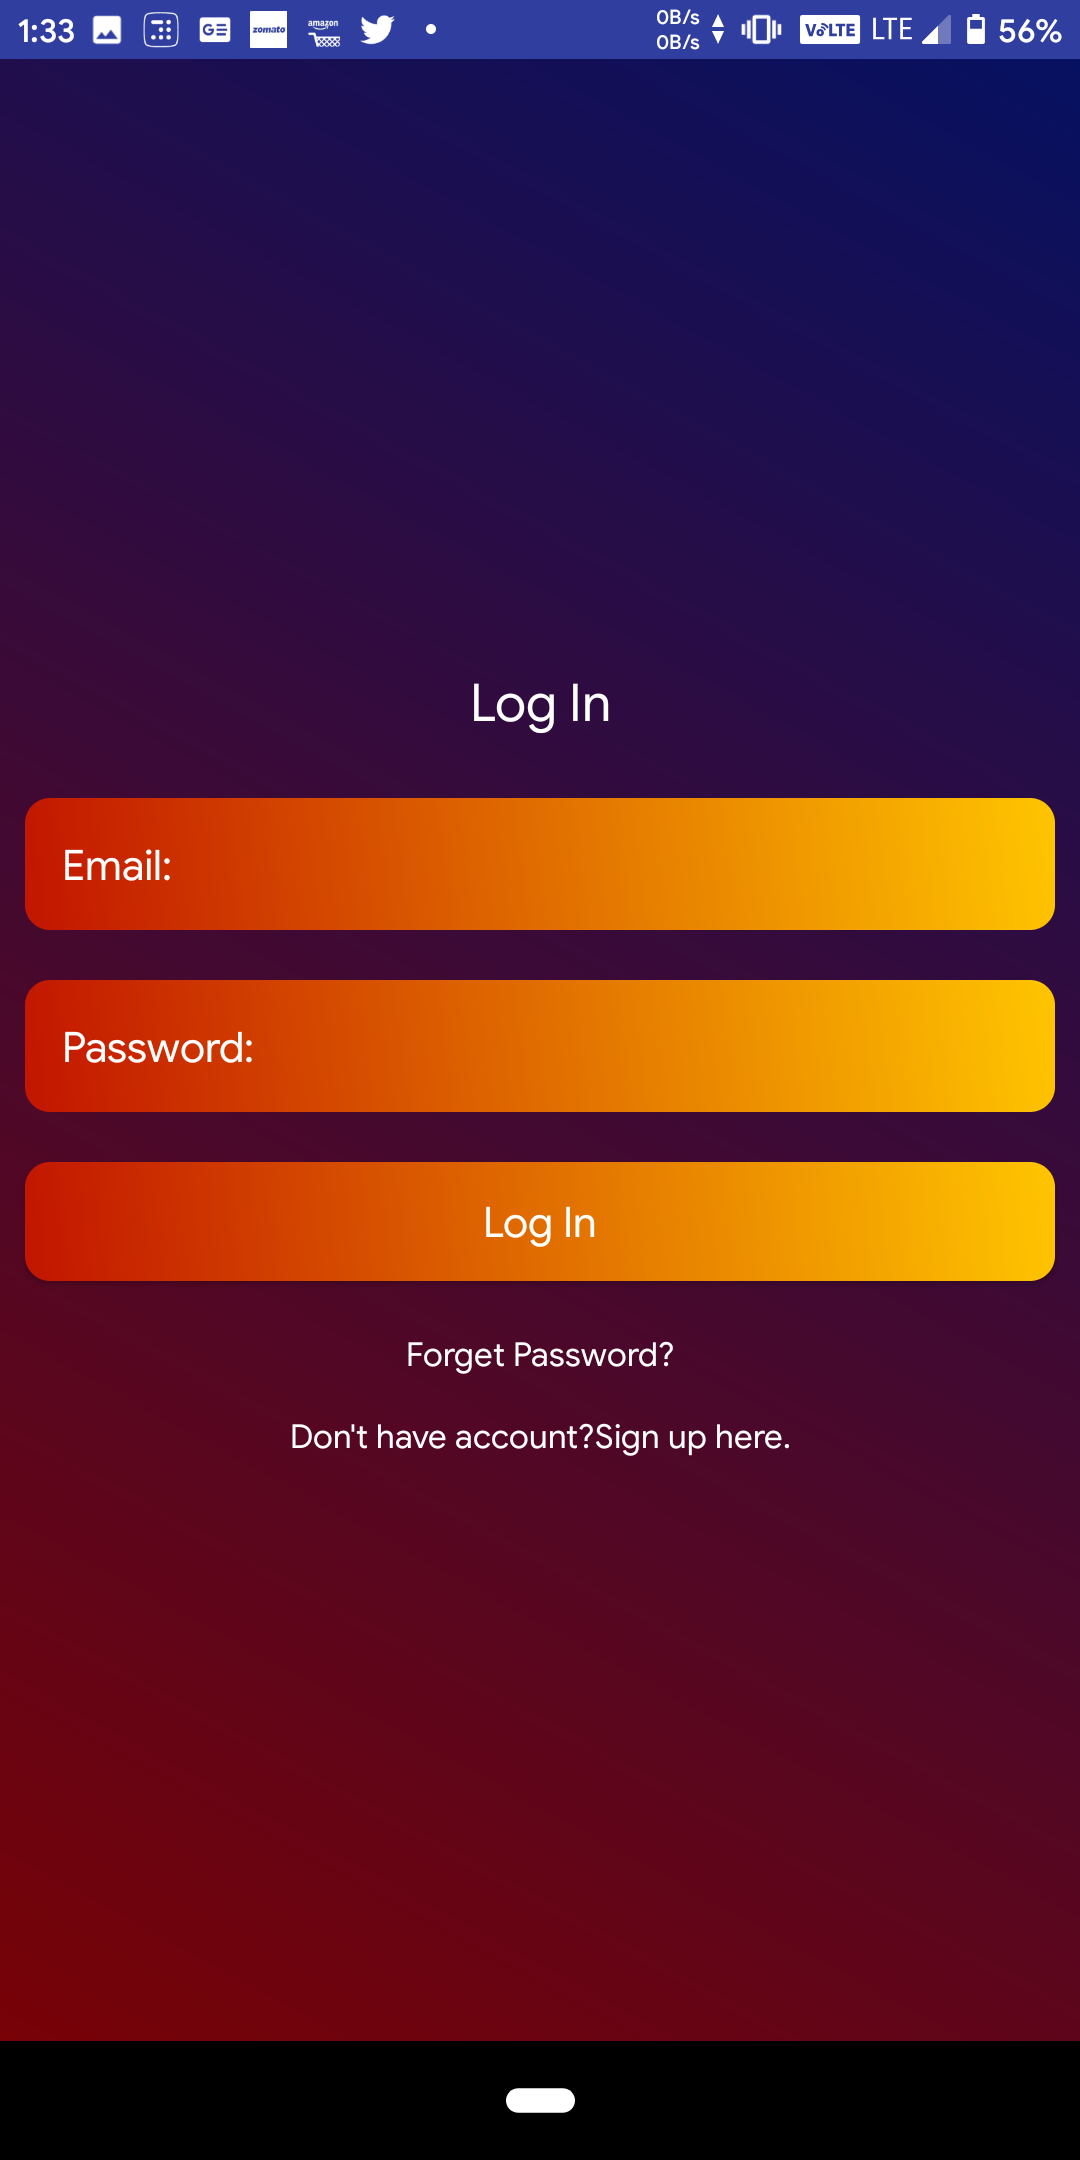 1:33 GE zomato amazon 0B/s 0B/s VoLTE LTE 56%
Log In
Email:
Password:
Log In
Forget Password?
Don't have account?Sign up here.